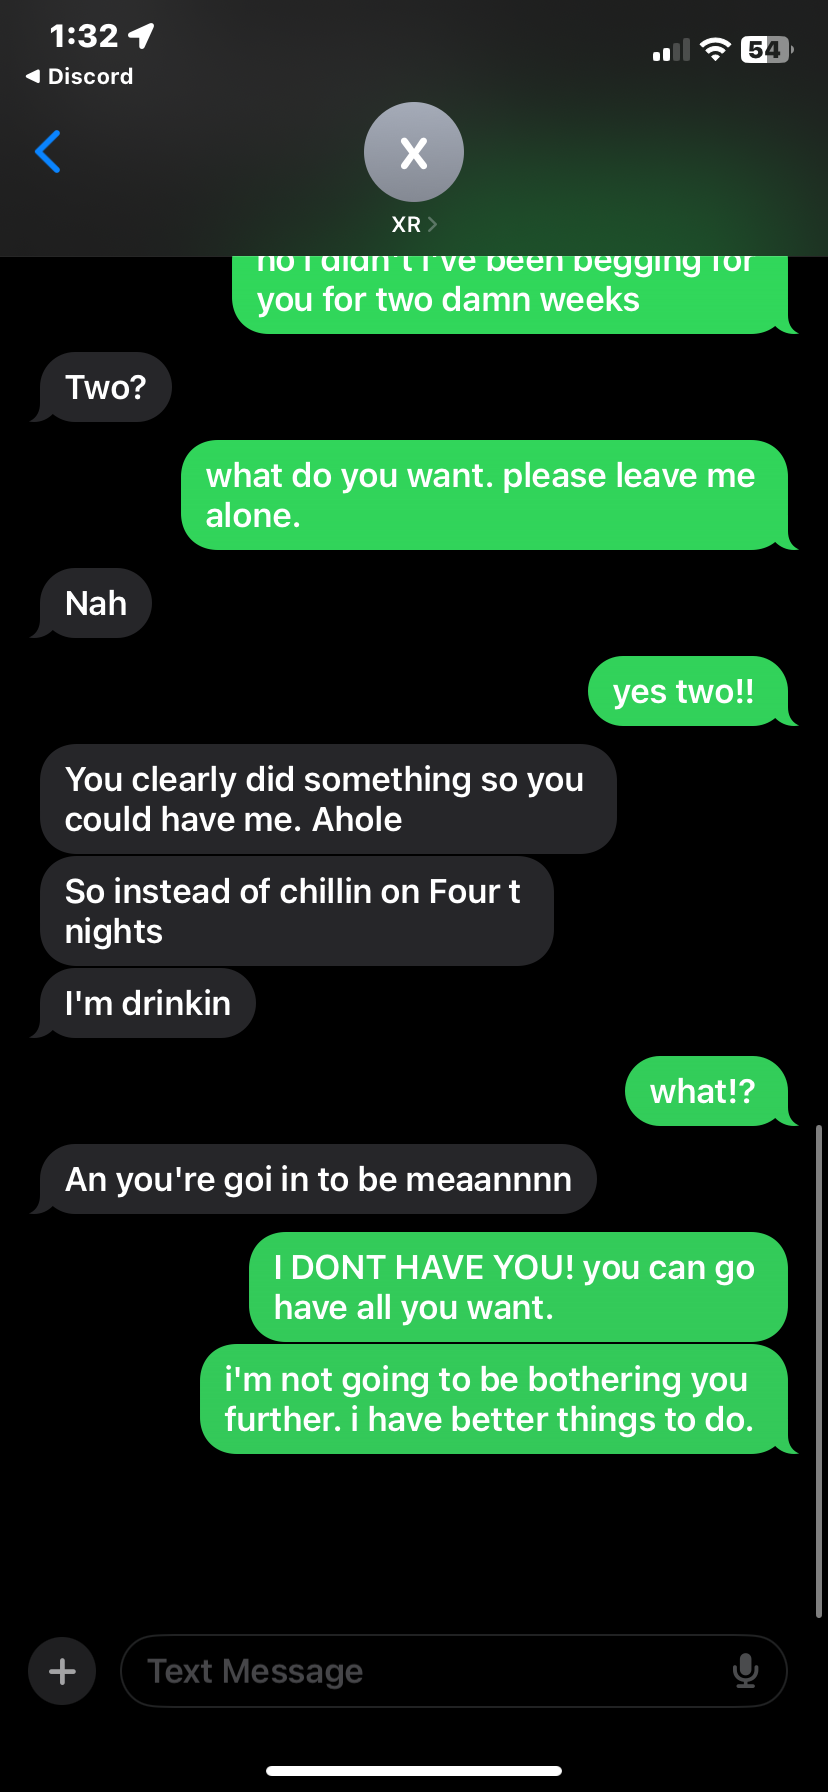 1:32
54
Discord
X
XR
no I didn't I've been begging for
you for two damn weeks
Two?
what do you want. please leave me
alone.
Nah
yes two!!
You clearly did something so you
could have me. Ahole
So instead of chillin on Four t
nights
I'm drinkin
what!?
An you're goi in to be meaannnn
I DONT HAVE YOU! you can go
have all you want.
i'm not going to be bothering you
further. i have better things to do.
Text Message